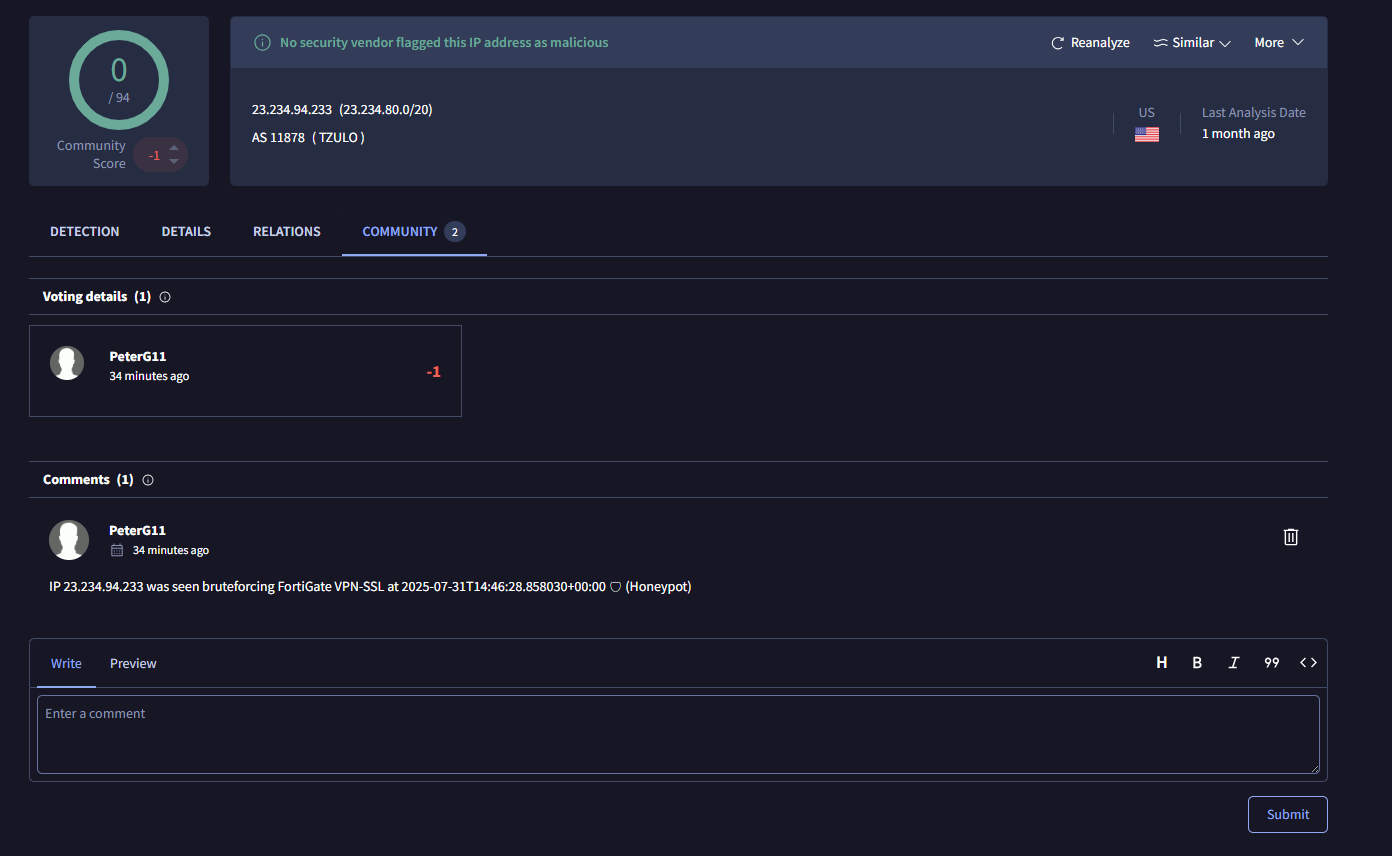 0
/ 94
Community
Score
-1
No security vendor flagged this IP address as malicious
Reanalyze
Similar
More
23.234.94.233 (23.234.80.0/20)
AS 11878 ( TZULO )
US
Last Analysis Date
1 month ago
DETECTION
DETAILS
RELATIONS
COMMUNITY
2
Voting details (1)
PeterG11
34 minutes ago
-1
Comments (1)
PeterG11
34 minutes ago
IP 23.234.94.233 was seen bruteforcing FortiGate VPN-SSL at 2025-07-31T14:46:28.858030+00:00 🛡 (Honeypot)
Write
Preview
H
B
I
99
<>
Enter a comment
Submit